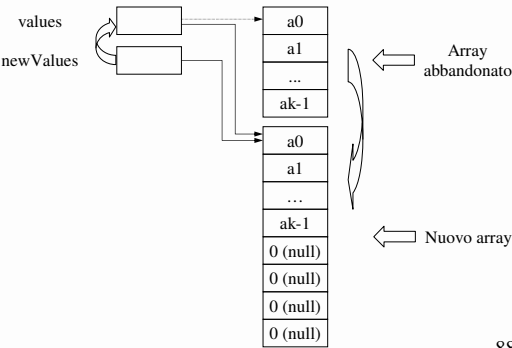 values
newValues
a0
a1
...
ak-1
Array
abbandonato
a0
a1
…
ak-1
0 (null)
0 (null)
0 (null)
0 (null)
Nuovo array
88